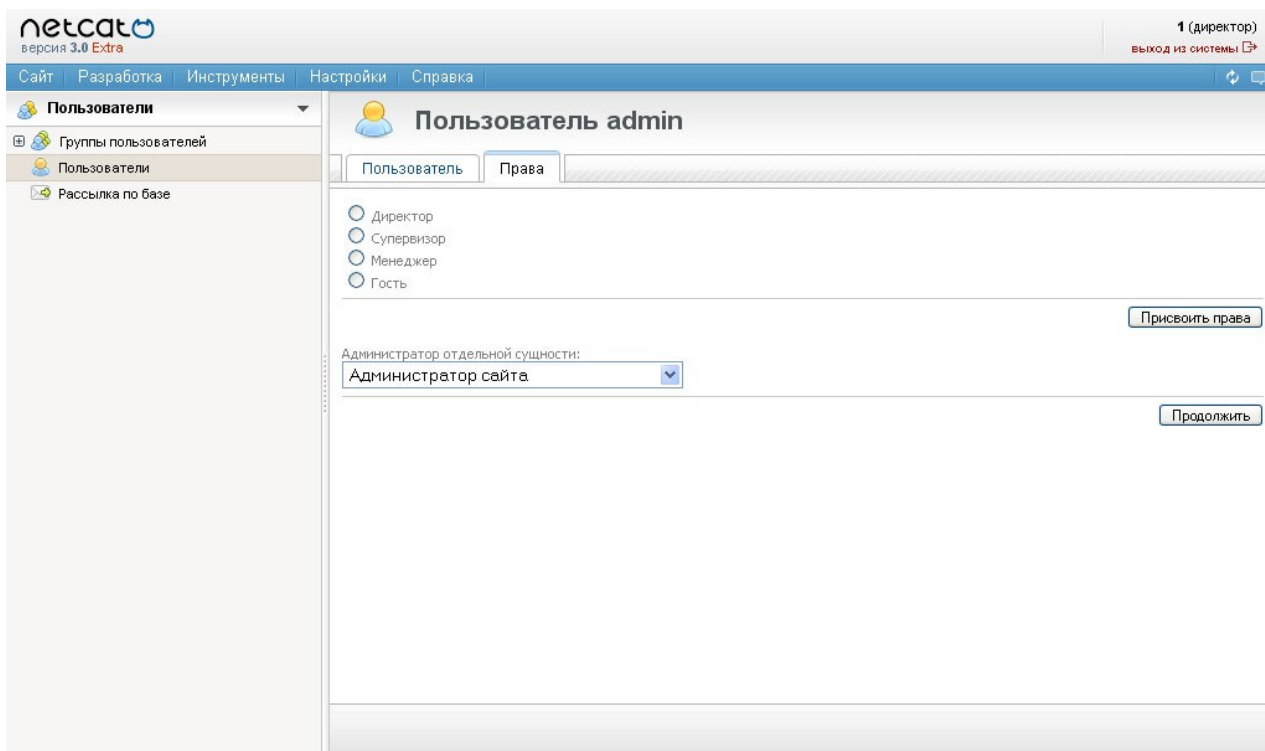 netcat
версия 3.0 Extra
1 (директор)
выход из системы
Сайт Разработка Инструменты Настройки Справка
Пользователи
Группы пользователей
Пользователи
Рассылка по базе
Пользователь admin
Пользователь Права
Директор
Супервизор
Менеджер
Гость
Присвоить права
Администратор отдельной сущности:
Администратор сайта
Продолжить